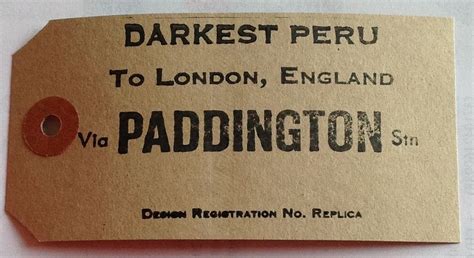 DARKEST PERU
TO LONDON, ENGLAND
Via PADDINGTON Stn
DESIGN REGISTRATION NO. REPLICA